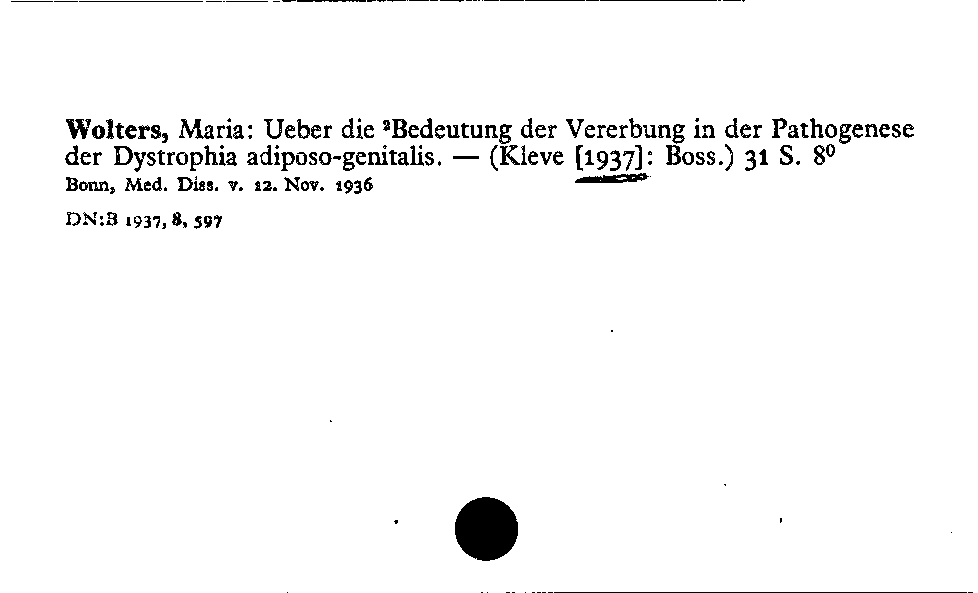 Wolters, Maria: Ueber die ²Bedeutung der Vererbung in der Pathogenese
der Dystrophia adiposo-genitalis. — (Kleve [1937]: Boss.) 31 S. 8⁰
Bonn, Med. Diss. v. 12. Nov. 1936
DN:B 1937, 8, 597